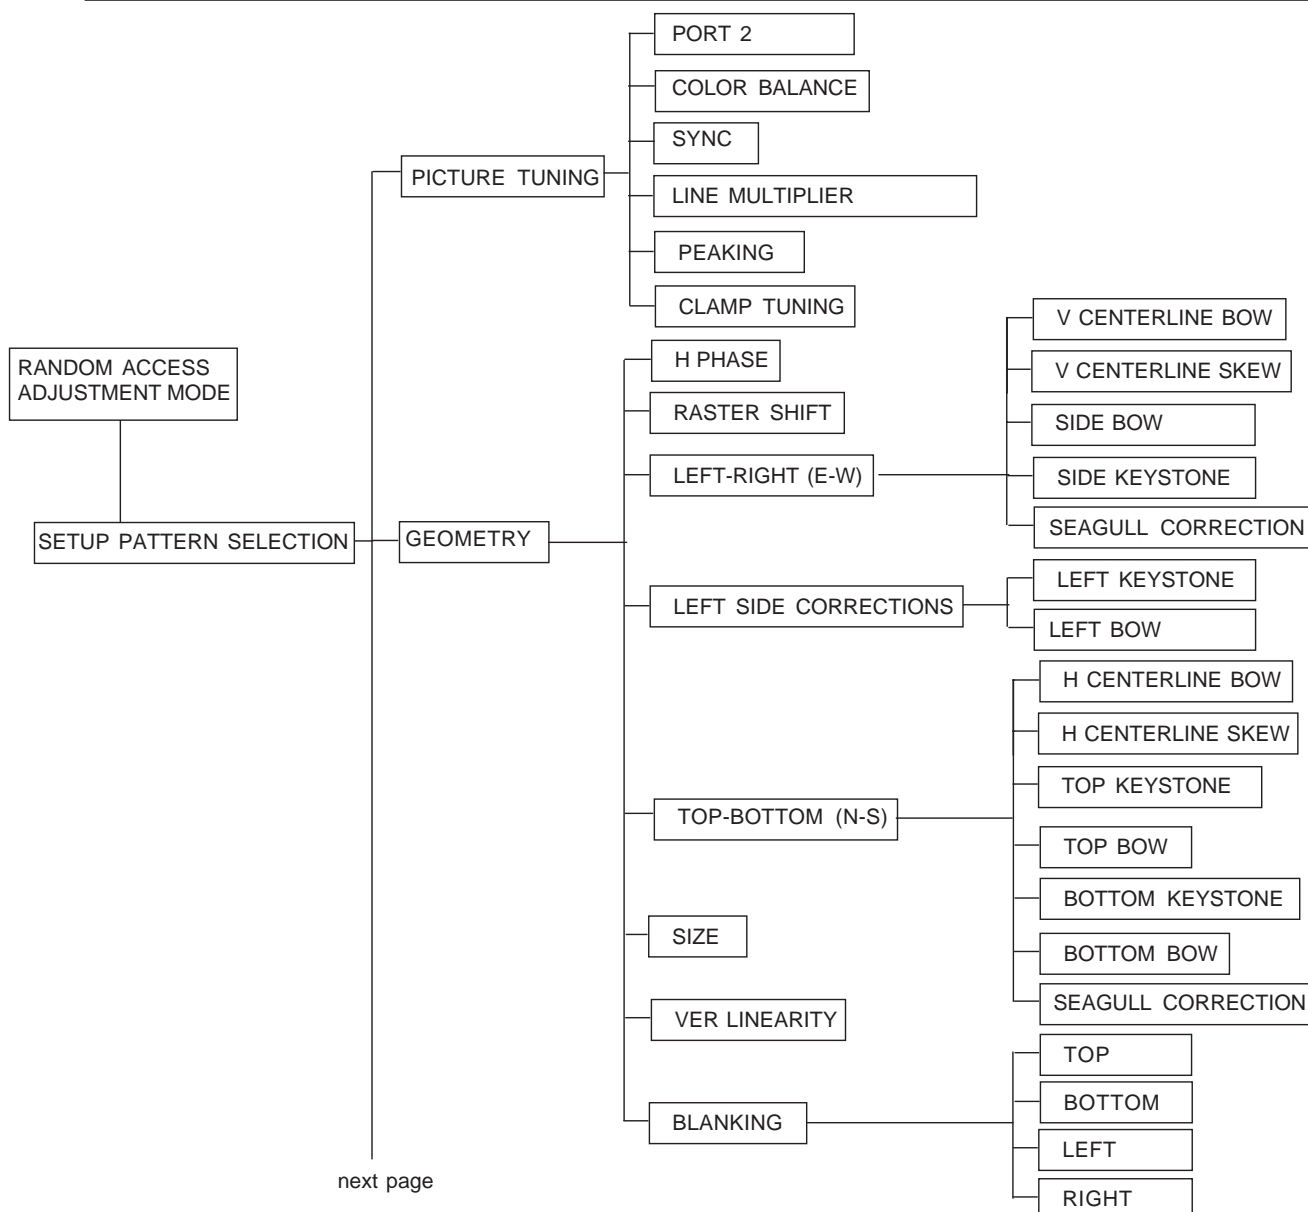 PORT 2
COLOR BALANCE
SYNC
PICTURE TUNING
LINE MULTIPLIER
PEAKING
CLAMP TUNING
RANDOM ACCESS
ADJUSTMENT MODE
SETUP PATTERN SELECTION
GEOMETRY
H PHASE
RASTER SHIFT
LEFT-RIGHT (E-W)
V CENTERLINE BOW
V CENTERLINE SKEW
SIDE BOW
SIDE KEYSTONE
SEAGULL CORRECTION
LEFT SIDE CORRECTIONS
LEFT KEYSTONE
LEFT BOW
TOP-BOTTOM (N-S)
H CENTERLINE BOW
H CENTERLINE SKEW
TOP KEYSTONE
TOP BOW
BOTTOM KEYSTONE
BOTTOM BOW
SEAGULL CORRECTION
SIZE
VER LINEARITY
BLANKING
TOP
BOTTOM
LEFT
RIGHT
next page